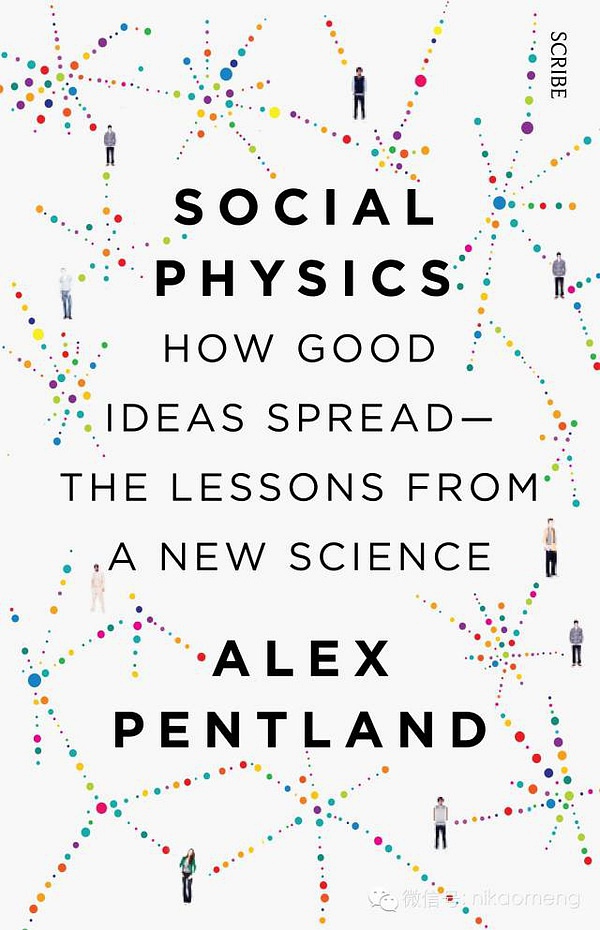 SCRIBE
SOCIAL
PHYSICS
HOW GOOD
IDEAS SPREAD—
THE LESSONS FROM
A NEW SCIENCE
ALEX
PENTLAND
微信号: nikaomeng